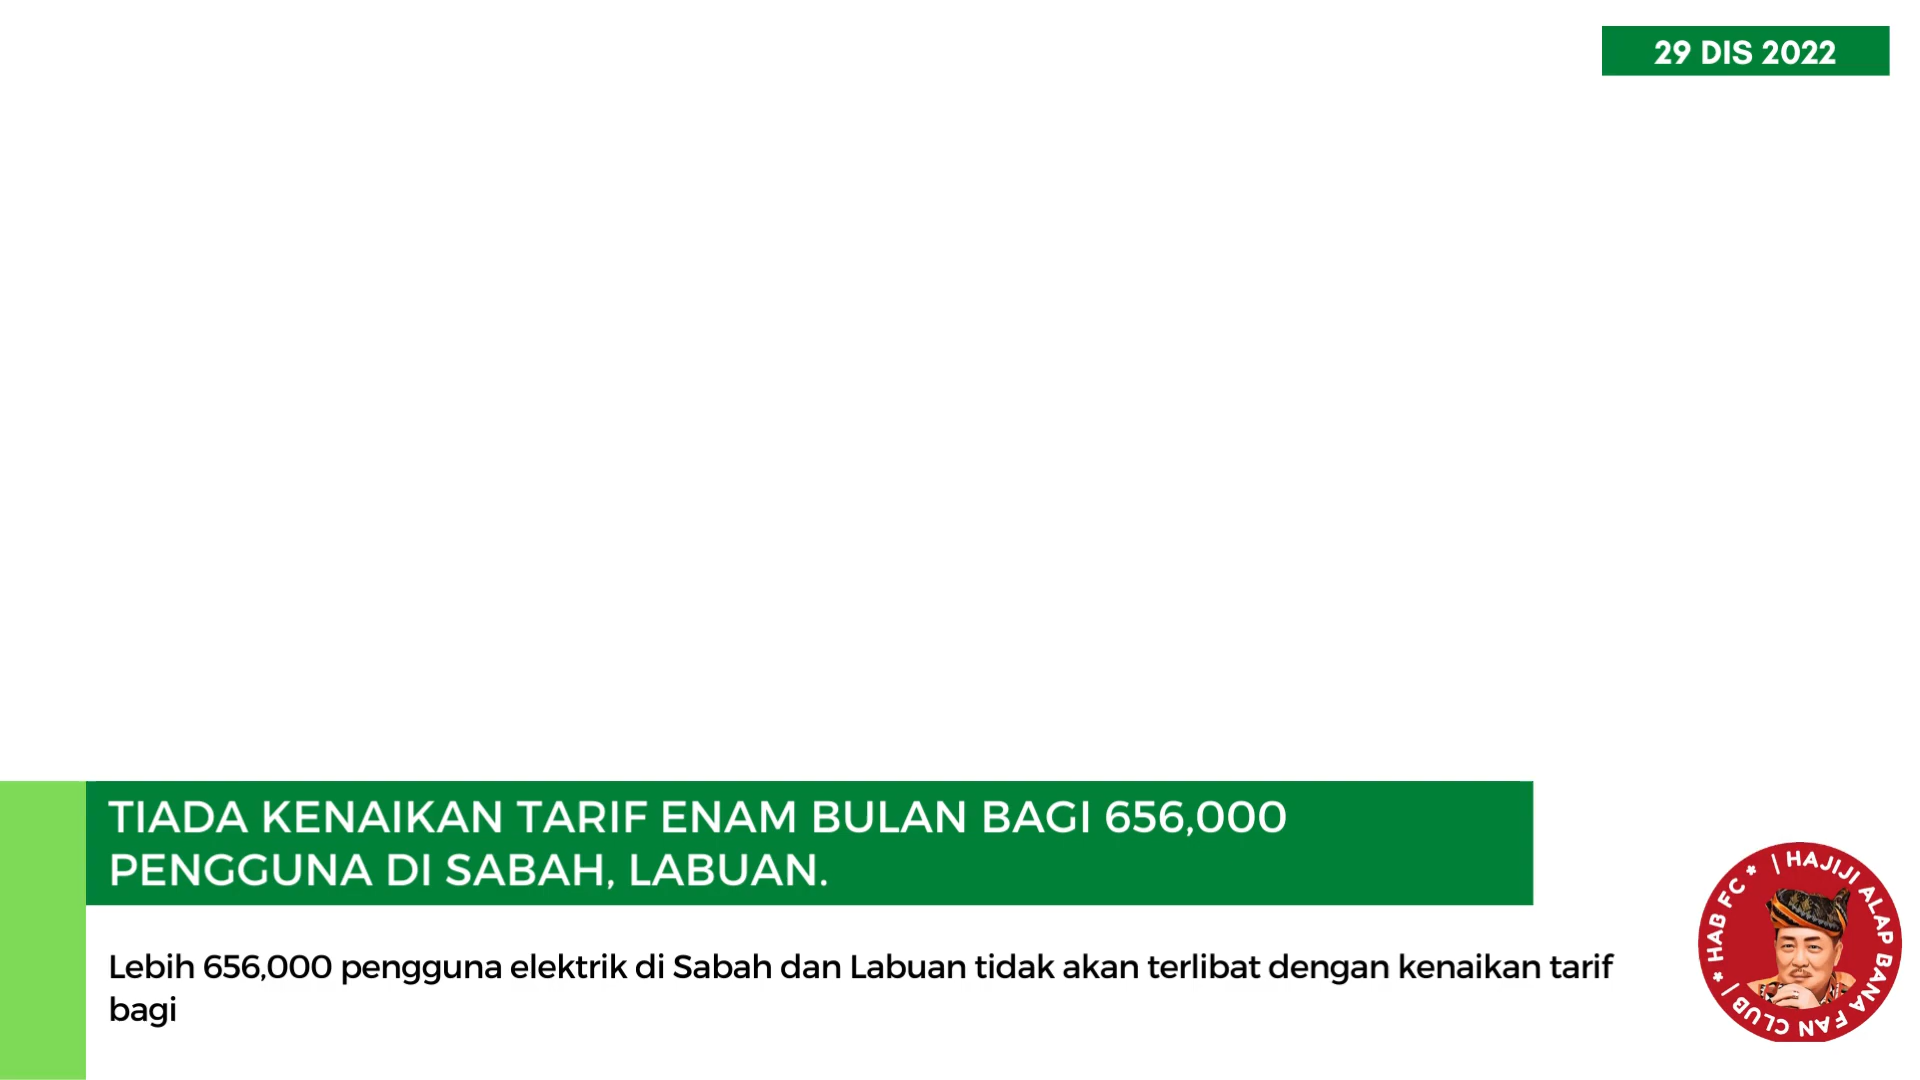 29 DIS 2022
TIADA KENAIKAN TARIF ENAM BULAN BAGI 656,000
PENGGUNA DI SABAH, LABUAN.
Lebih 656,000 pengguna elektrik di Sabah dan Labuan tidak akan terlibat dengan kenaikan tarif
bagi
| HAJIJI ALAP BANA FAN CLUB | * HAB FC *